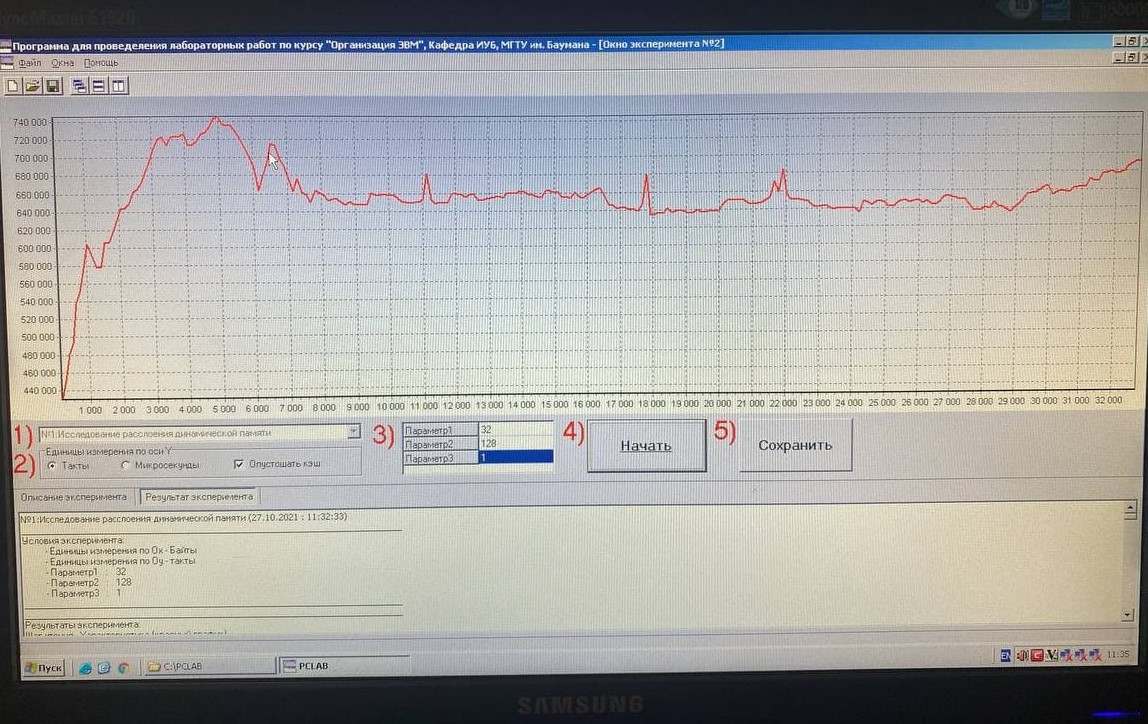 SyncMaster E1920
Программа для проведеления лабораторных работ по курсу "Организация ЭВМ", Кафедра ИУ6, МГТУ им. Баумана - [Окно эксперимента №2]
Файл Окна Помощь
740 000
720 000
700 000
680 000
660 000
640 000
620 000
600 000
580 000
560 000
540 000
520 000
500 000
480 000
460 000
440 000
1 000 2 000 3 000 4 000 5 000 6 000 7 000 8 000 9 000 10 000 11 000 12 000 13 000 14 000 15 000 16 000 17 000 18 000 19 000 20 000 21 000 22 000 23 000 24 000 25 000 26 000 27 000 28 000 29 000 30 000 31 000 32 000
1) №1:Исследование расслоения динамической памяти
2) Единицы измерения по оси Y
Такты Микросекунды Опустошать кэш
3) Параметр1 32
Параметр2 128
Параметр3 1
4) Начать
5) Сохранить
Описание эксперимента Результат эксперимента
№1:Исследование расслоения динамической памяти (27.10.2021 : 11:32:33)
Условия эксперимента:
- Единицы измерения по Ox - Байты
- Единицы измерения по Oy - такты
- Параметр1 : 32
- Параметр2 : 128
- Параметр3 : 1
Результаты эксперимента:
Пуск C:\PCLAB PCLAB EN 11:35
SAMSUNG